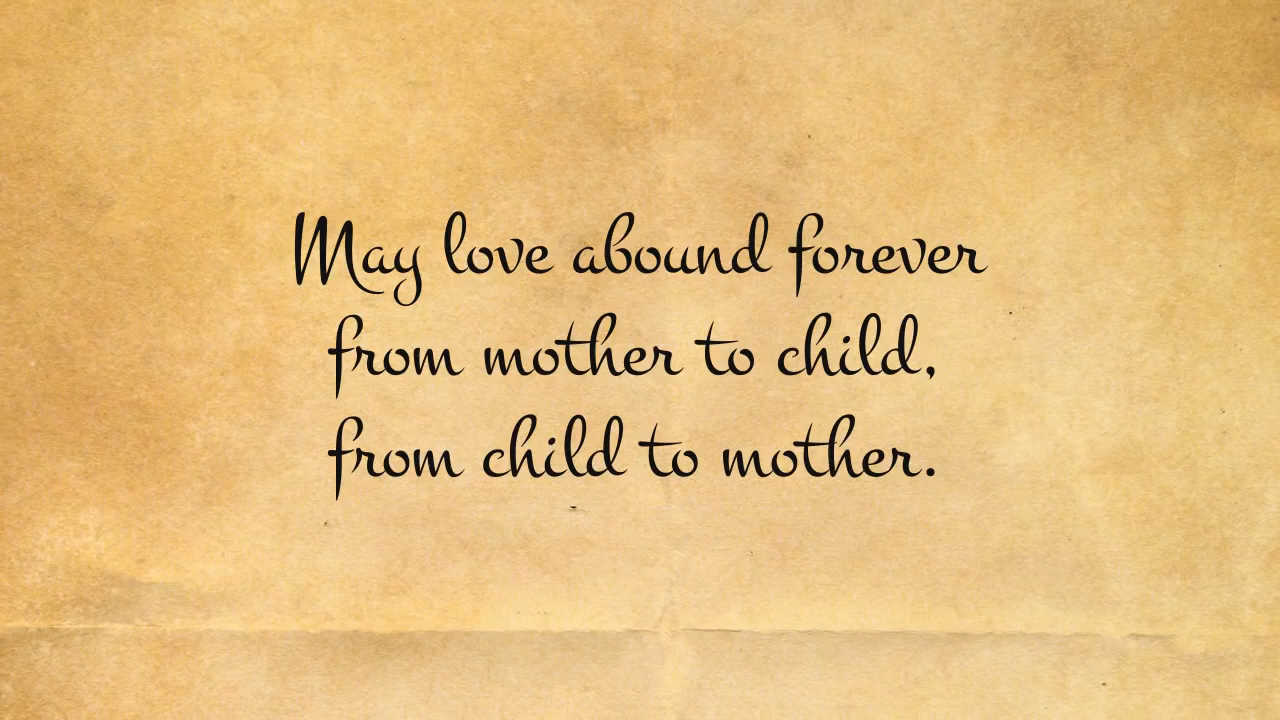 May love abound forever
from mother to child,
from child to mother.